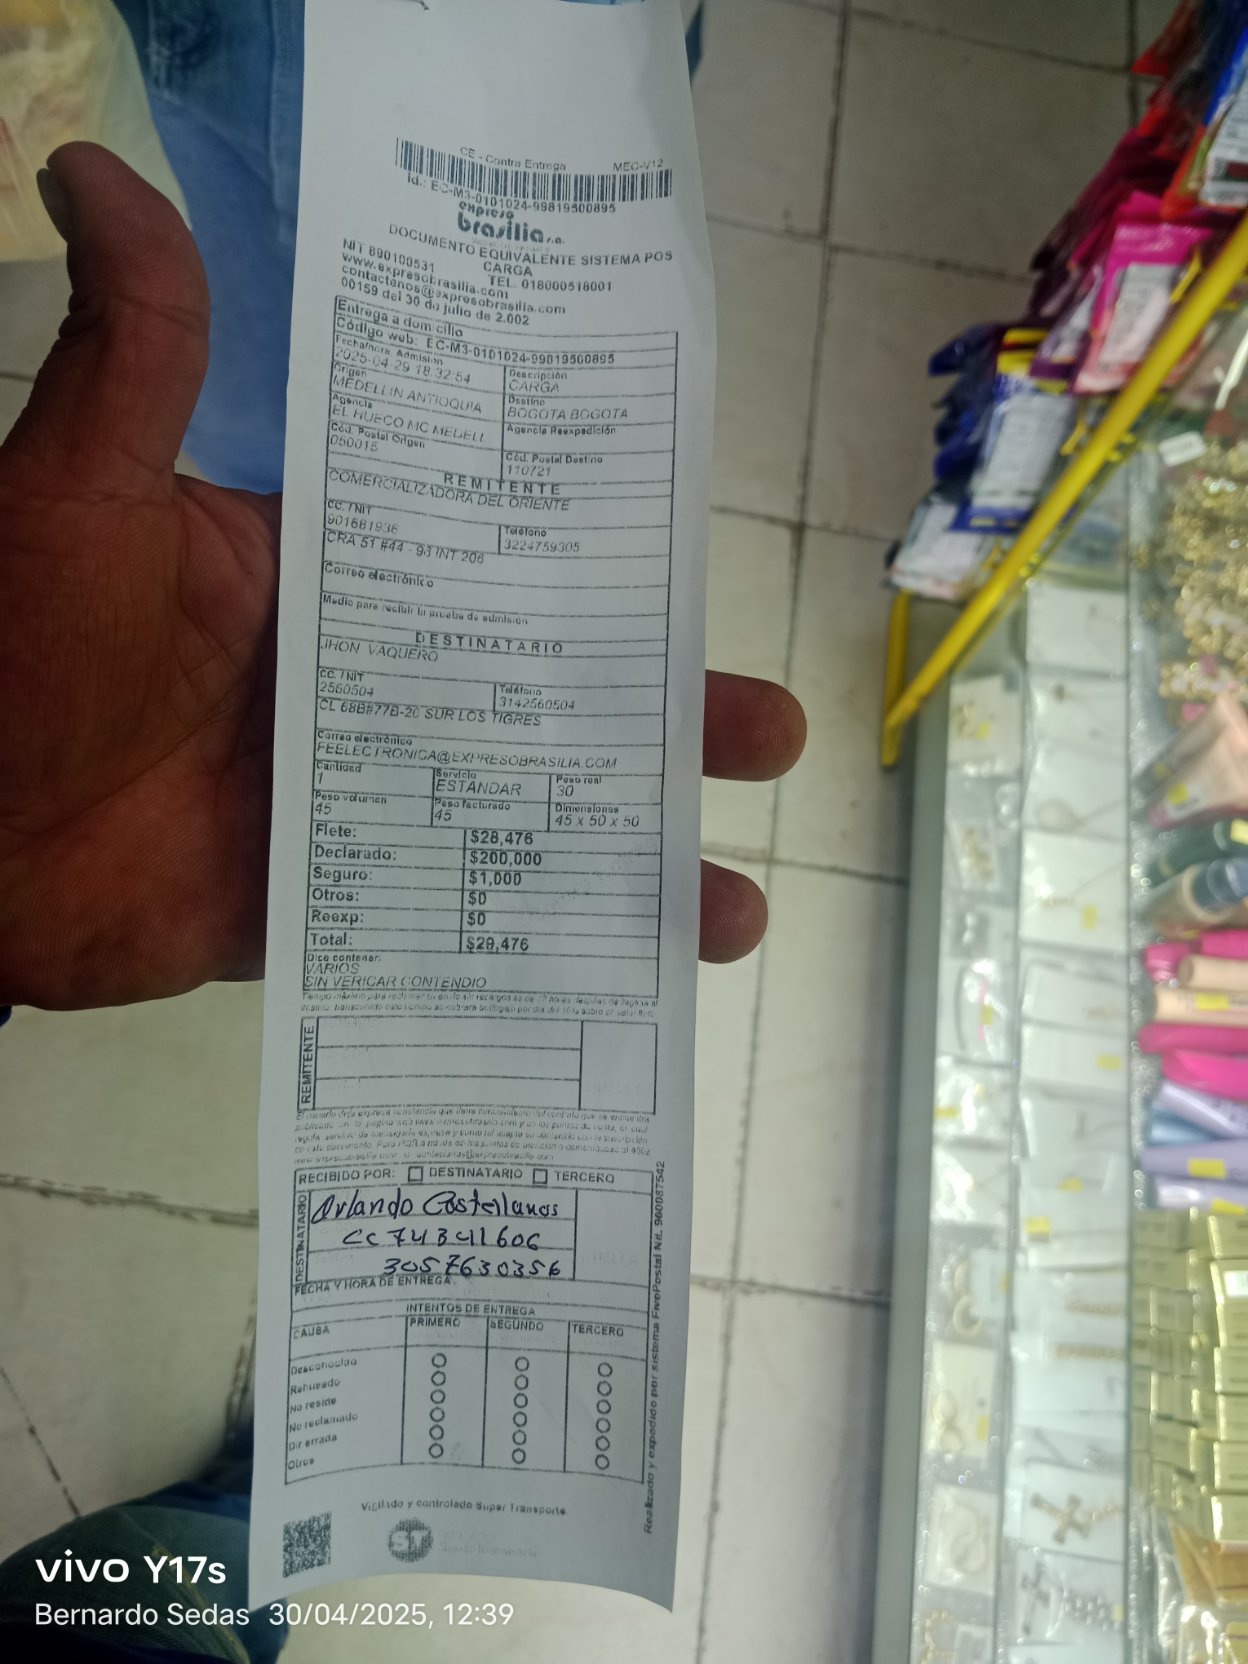 CE - Contra Entrega MEC-V12
Id.: EC-M3-0101024-99819500895
expreso
brasilia s.a.
DOCUMENTO EQUIVALENTE SISTEMA POS
CARGA
NIT 890100531 TEL. 018000518001
www.expresobrasilia.com
contactenos@expresobrasilia.com
00159 del 30 de julio de 2.002
Entrega a domicilio
Código web: EC-M3-0101024-99819500895
Fecha/hora Admisión
2025-04-29 18:32:54
Descripción
CARGA
Origen
MEDELLIN ANTIOQUIA
Destino
BOGOTA BOGOTA
Agencia
EL HUECO MC MEDELL
Agencia Reexpedición
Cód. Postal Origen
050015
Cód. Postal Destino
110721
REMITENTE
COMERCIALIZADORA DEL ORIENTE
CC. / NIT
901681936
Teléfono
3224759305
CRA 51 #44 - 93 INT 206
Correo electrónico
Medio para recibir la prueba de admisión
DESTINATARIO
JHON VAQUERO
CC. / NIT
2560504
Teléfono
3142560504
CL 68B#77B-20 SUR LOS TIGRES
Correo electrónico
FEELECTRONICA@EXPRESOBRASILIA.COM
Cantidad
1
Servicio
ESTANDAR
Peso real
30
Peso volumen
45
Peso facturado
45
Dimensiones
45 x 50 x 50
Flete: $28,476
Declarado: $200,000
Seguro: $1,000
Otros: $0
Reexp: $0
Total: $29,476
Dice contener:
VARIOS
SIN VERICAR CONTENDIO
REMITENTE
RECIBIDO POR: DESTINATARIO TERCERO
DESTINATARIO
Orlando Castellanos
CC 74341606
3057630356
FECHA Y HORA DE ENTREGA
INTENTOS DE ENTREGA
CAUSA PRIMERO SEGUNDO TERCERO
Desconocido
Rehusado
No reside
No reclamado
Dir errada
Otros
Realizado y expedido por sistema FivePostal Nit. 900087542
Vigilado y controlado Super Transporte
ST
vivo Y17s
Bernardo Sedas 30/04/2025, 12:39